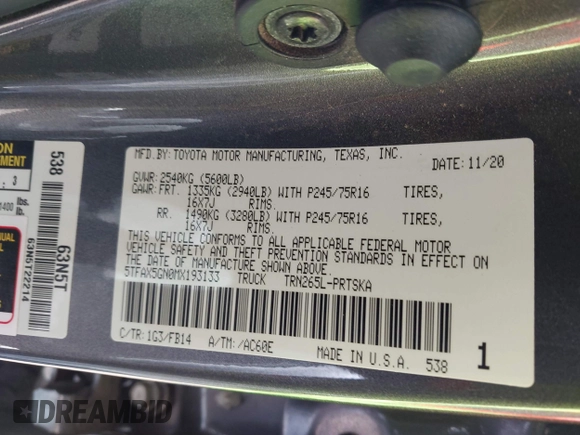 MFD.BY: TOYOTA MOTOR MANUFACTURING, TEXAS, INC.
DATE: 11/20
GVWR: 2540KG (5600LB)
GAWR: FRT. 1335KG (2940LB) WITH P245/75R16 TIRES,
16X7J RIMS.
RR. 1490KG (3280LB) WITH P245/75R16 TIRES,
16X7J RIMS.
THIS VEHICLE CONFORMS TO ALL APPLICABLE FEDERAL MOTOR
VEHICLE SAFETY AND THEFT PREVENTION STANDARDS IN EFFECT ON
THE DATE OF MANUFACTURE SHOWN ABOVE.
5TFAX5GN0MX193133 TRUCK TRN265L-PRTSKA
C/TR: 1G3/FB14 A/TM: /AC60E MADE IN U.S.A. 538
1
538
63N5T
63N5T22214
: 3
lbs.
DREAMBID